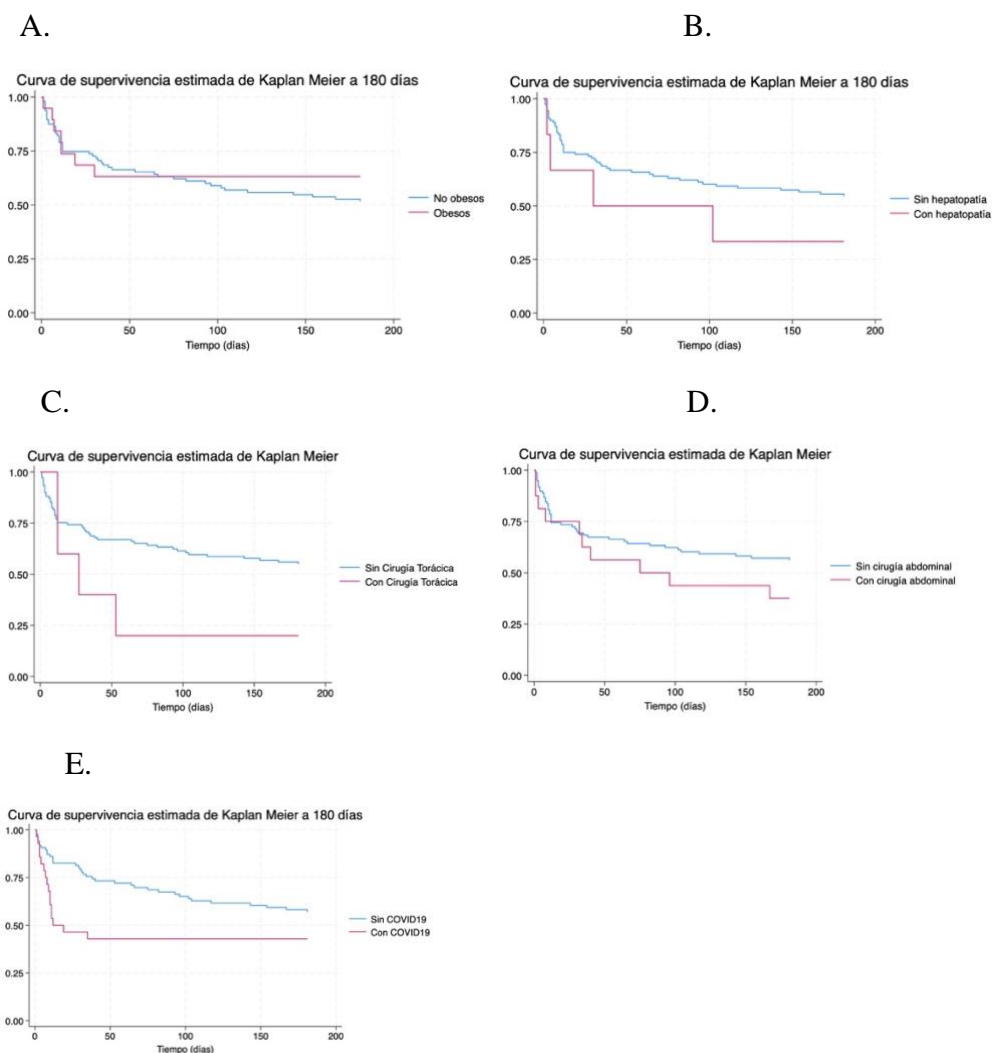 A.
Curva de supervivencia estimada de Kaplan Meier a 180 días
1.00
0.75
0.50
0.25
0.00
0
50
100
150
200
Tiempo (días)
No obesos
Obesos
B.
Curva de supervivencia estimada de Kaplan Meier a 180 días
1.00
0.75
0.50
0.25
0.00
0
50
100
150
200
Tiempo (días)
Sin hepatopatía
Con hepatopatía
C.
Curva de supervivencia estimada de Kaplan Meier
1.00
0.75
0.50
0.25
0.00
0
50
100
150
200
Tiempo (días)
Sin Cirugía Torácica
Con Cirugía Torácica
D.
Curva de supervivencia estimada de Kaplan Meier
1.00
0.75
0.50
0.25
0.00
0
50
100
150
200
Tiempo (días)
Sin cirugía abdominal
Con cirugía abdominal
E.
Curva de supervivencia estimada de Kaplan Meier a 180 días
1.00
0.75
0.50
0.25
0.00
0
50
100
150
200
Tiempo (días)
Sin COVID19
Con COVID19